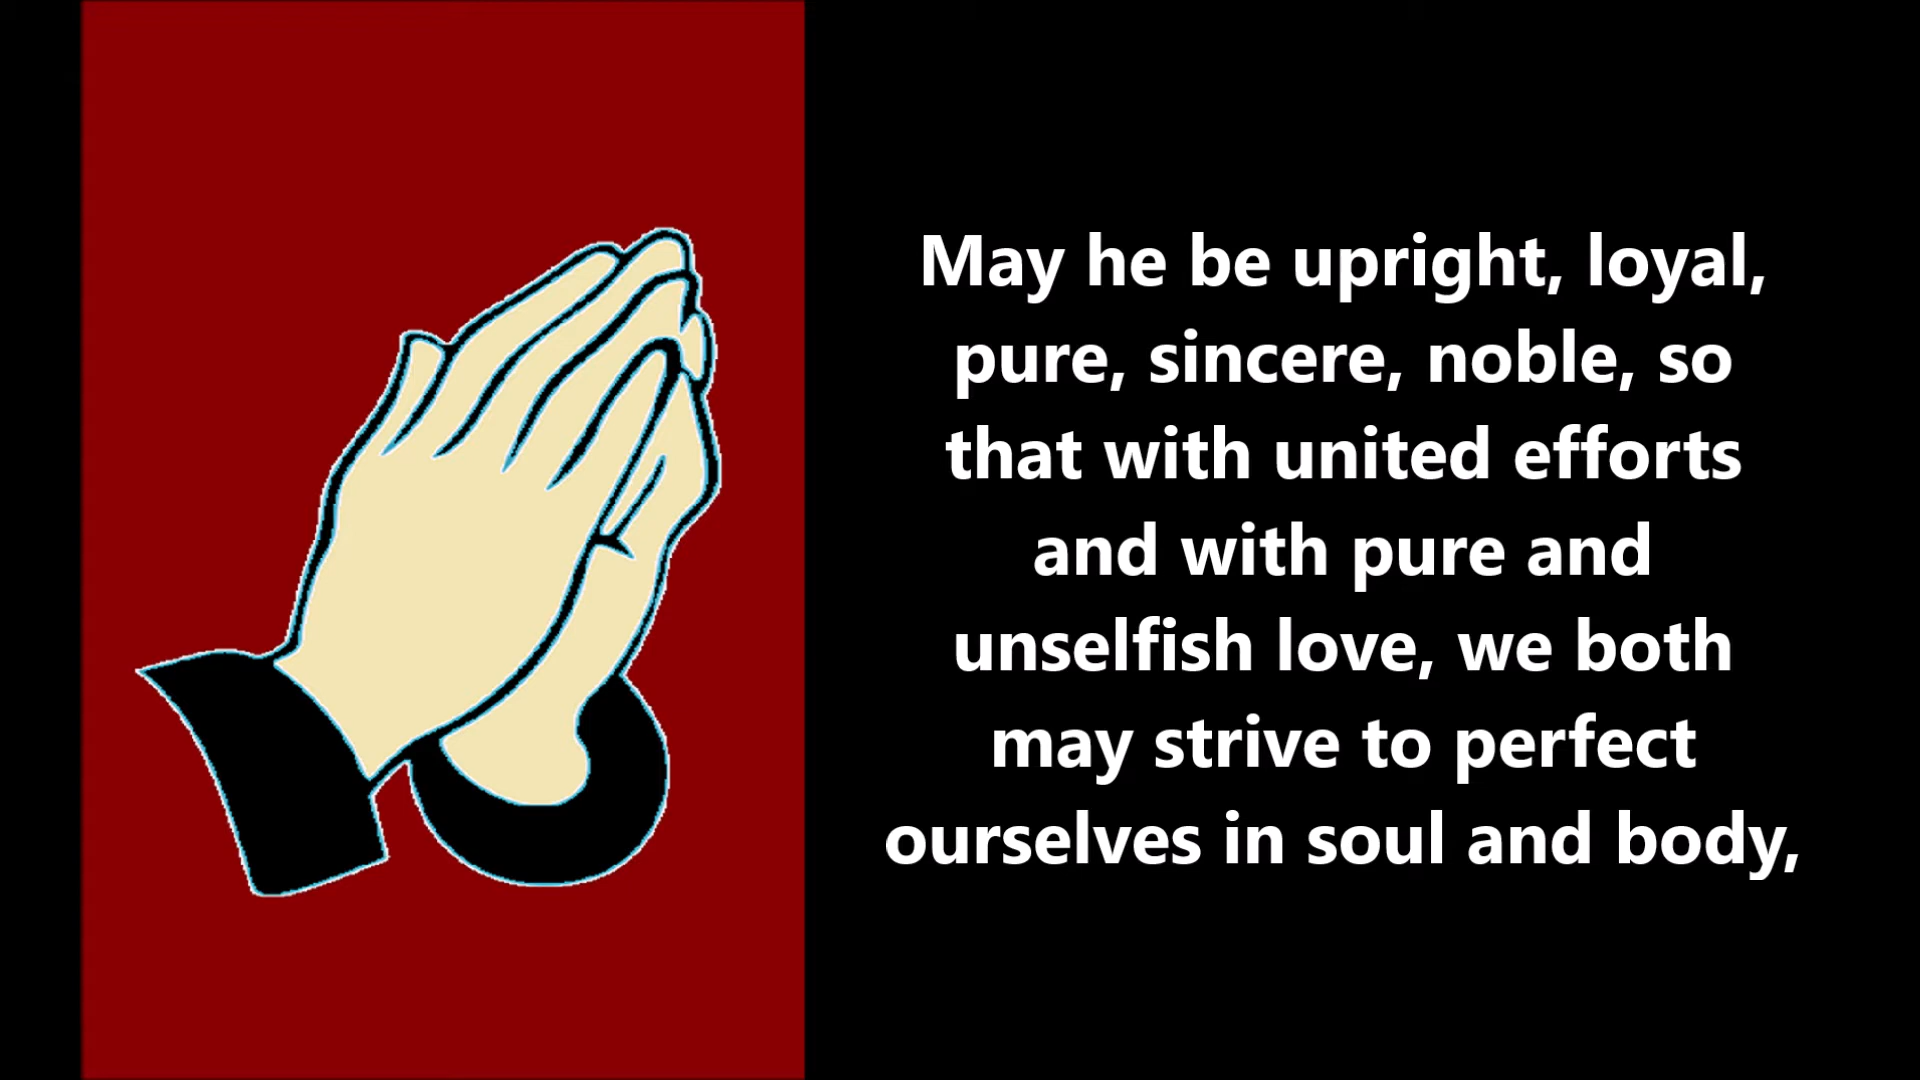 May he be upright, loyal,
pure, sincere, noble, so
that with united efforts
and with pure and
unselfish love, we both
may strive to perfect
ourselves in soul and body,